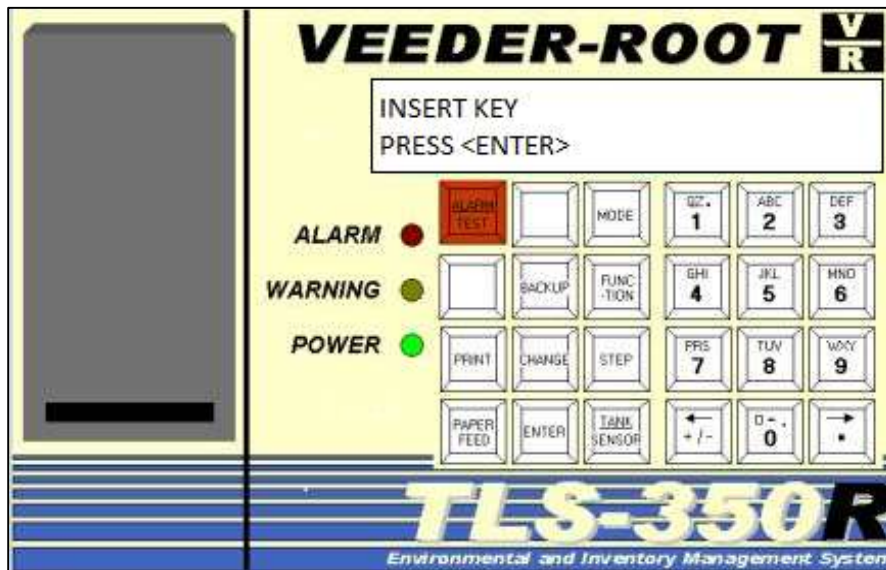 VEEDER-ROOT V R
INSERT KEY
PRESS <ENTER>
ALARM TEST
MODE
QZ. 1
ABC 2
DEF 3
ALARM
WARNING
BACKUP
FUNC -TION
GHI 4
JKL 5
MNO 6
POWER
PRINT
CHANGE
STEP
PRS 7
TUV 8
WXY 9
PAPER FEED
ENTER
TANK SENSOR
← +/-
0
→ .
TLS-350R
Environmental and Inventory Management System